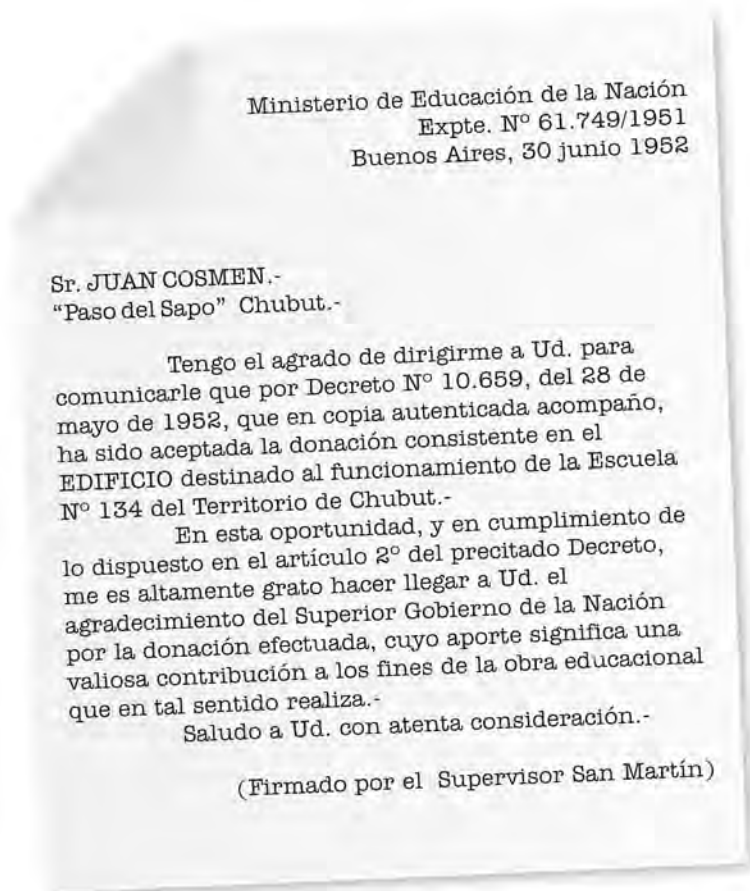 Ministerio de Educación de la Nación
Expte. Nº 61.749/1951
Buenos Aires, 30 junio 1952
Sr. JUAN COSMEN.-
“Paso del Sapo” Chubut.-
Tengo el agrado de dirigirme a Ud. para
comunicarle que por Decreto Nº 10.659, del 28 de
mayo de 1952, que en copia autenticada acompaño,
ha sido aceptada la donación consistente en el
EDIFICIO destinado al funcionamiento de la Escuela
Nº 134 del Territorio de Chubut.-
En esta oportunidad, y en cumplimiento de
lo dispuesto en el artículo 2º del precitado Decreto,
me es altamente grato hacer llegar a Ud. el
agradecimiento del Superior Gobierno de la Nación
por la donación efectuada, cuyo aporte significa una
valiosa contribución a los fines de la obra educacional
que en tal sentido realiza.-
Saludo a Ud. con atenta consideración.-
(Firmado por el Supervisor San Martín)